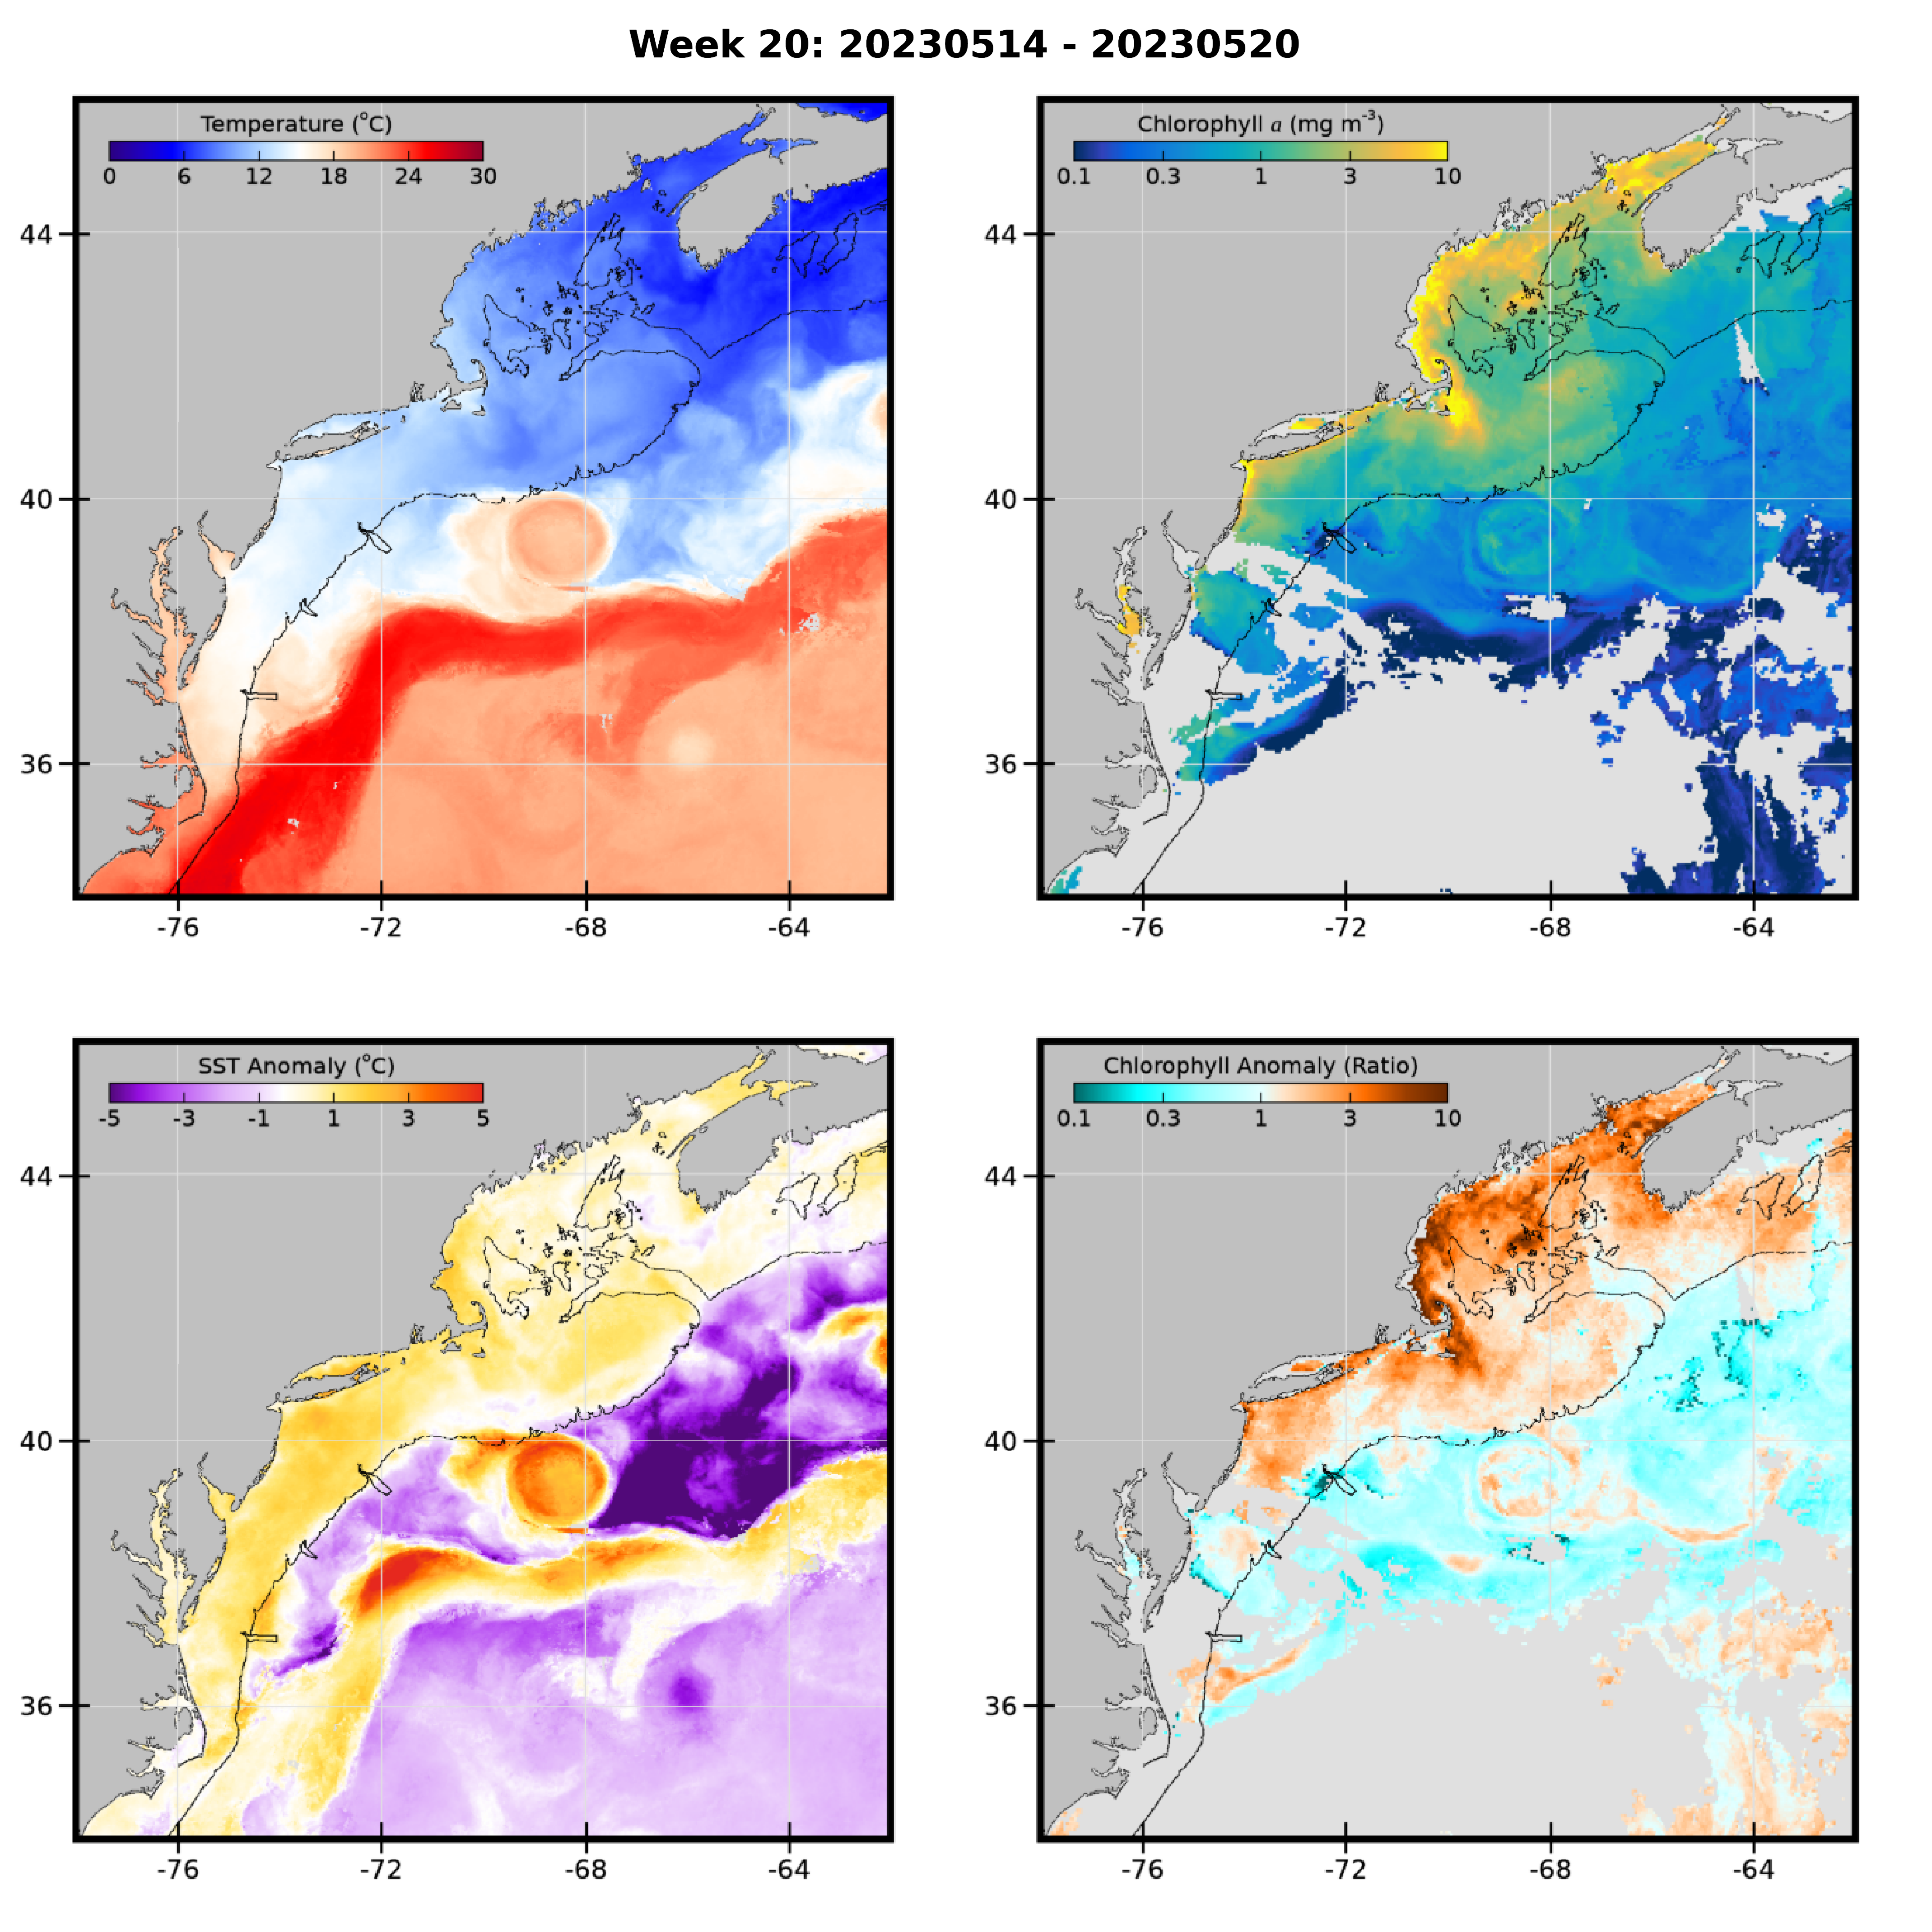 Week 20: 20230514 - 20230520
Temperature (°C)
0 6 12 18 24 30
44
40
36
-76 -72 -68 -64
Chlorophyll a (mg m⁻³)
0.1 0.3 1 3 10
44
40
36
-76 -72 -68 -64
SST Anomaly (°C)
-5 -3 -1 1 3 5
44
40
36
-76 -72 -68 -64
Chlorophyll Anomaly (Ratio)
0.1 0.3 1 3 10
44
40
36
-76 -72 -68 -64